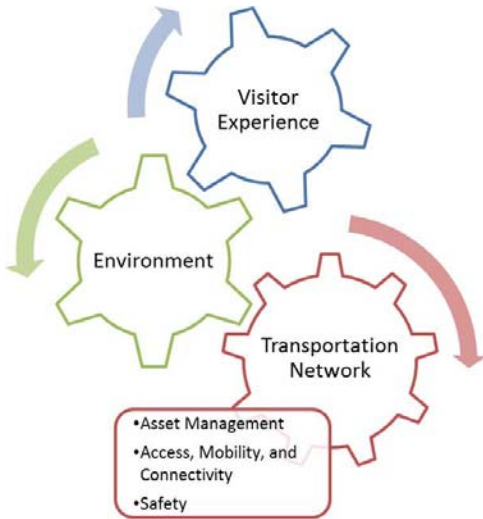 Visitor
Experience
Environment
Transportation
Network
•Asset Management
•Access, Mobility, and
Connectivity
•Safety